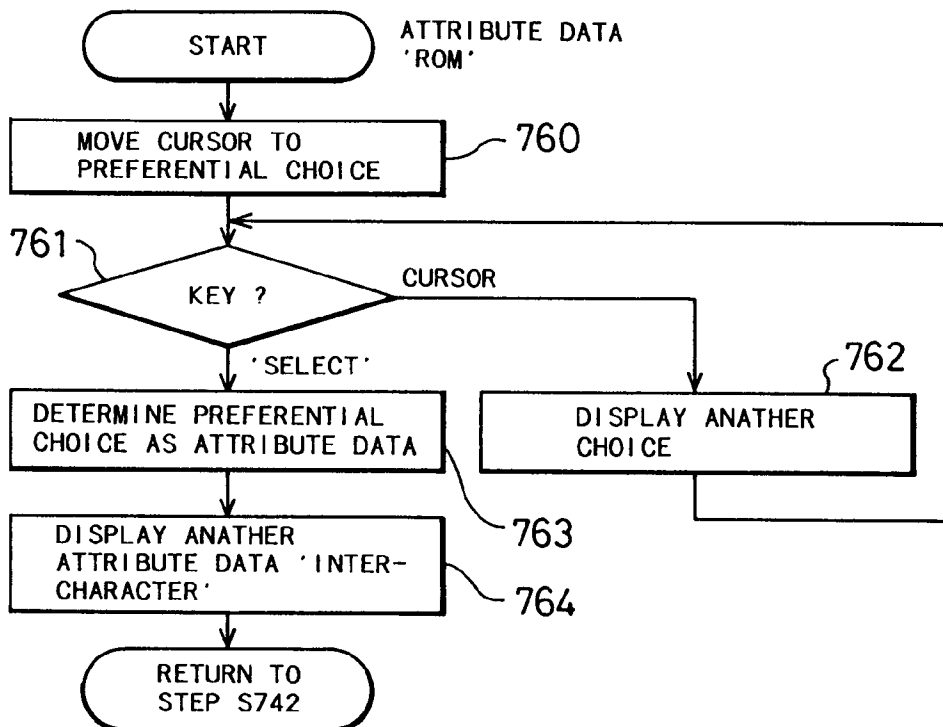 START
ATTRIBUTE DATA
'ROM'
MOVE CURSOR TO
PREFERENTIAL CHOICE
760
761
KEY ?
CURSOR
'SELECT'
762
DISPLAY ANATHER
CHOICE
DETERMINE PREFERENTIAL
CHOICE AS ATTRIBUTE DATA
763
DISPLAY ANATHER
ATTRIBUTE DATA 'INTER-
CHARACTER'
764
RETURN TO
STEP S742